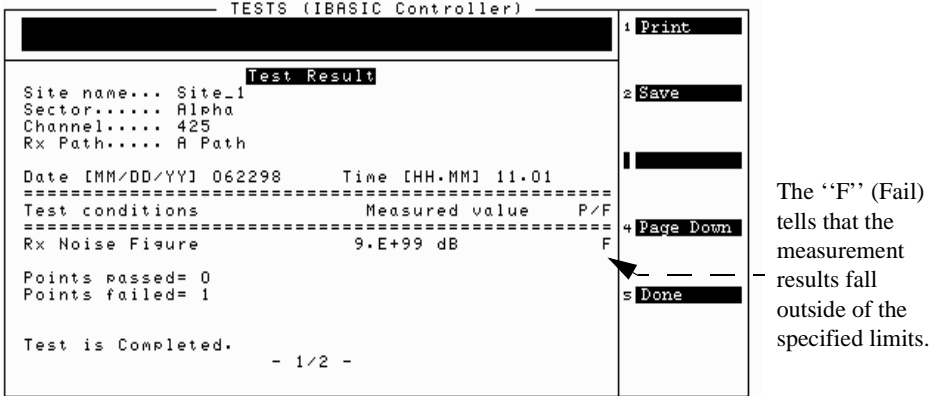 TESTS (IBASIC Controller)
Test Result
Site name... Site_1
Sector...... Alpha
Channel..... 425
Rx Path..... A Path
Date [MM/DD/YY] 062298 Time [HH.MM] 11.01
==========================================================
Test conditions Measured value P/F
==========================================================
Rx Noise Figure 9.E+99 dB F
Points passed= 0
Points failed= 1
Test is Completed.
- 1/2 -
1 Print
2 Save
4 Page Down
5 Done
The ‘‘F’’ (Fail)
tells that the
measurement
results fall
outside of the
specified limits.